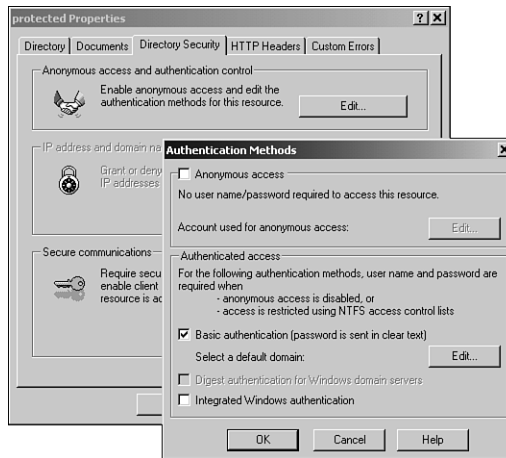 protected Properties
Directory
Documents
Directory Security
HTTP Headers
Custom Errors
Anonymous access and authentication control
Enable anonymous access and edit the
authentication methods for this resource.
Edit...
IP address and domain na
Grant or deny
IP addresses
Secure communications
Require secu
enable client
resource is ac
Authentication Methods
Anonymous access
No user name/password required to access this resource.
Account used for anonymous access:
Edit...
Authenticated access
For the following authentication methods, user name and password are
required when
- anonymous access is disabled, or
- access is restricted using NTFS access control lists
Basic authentication (password is sent in clear text)
Select a default domain:
Edit...
Digest authentication for Windows domain servers
Integrated Windows authentication
OK
Cancel
Help